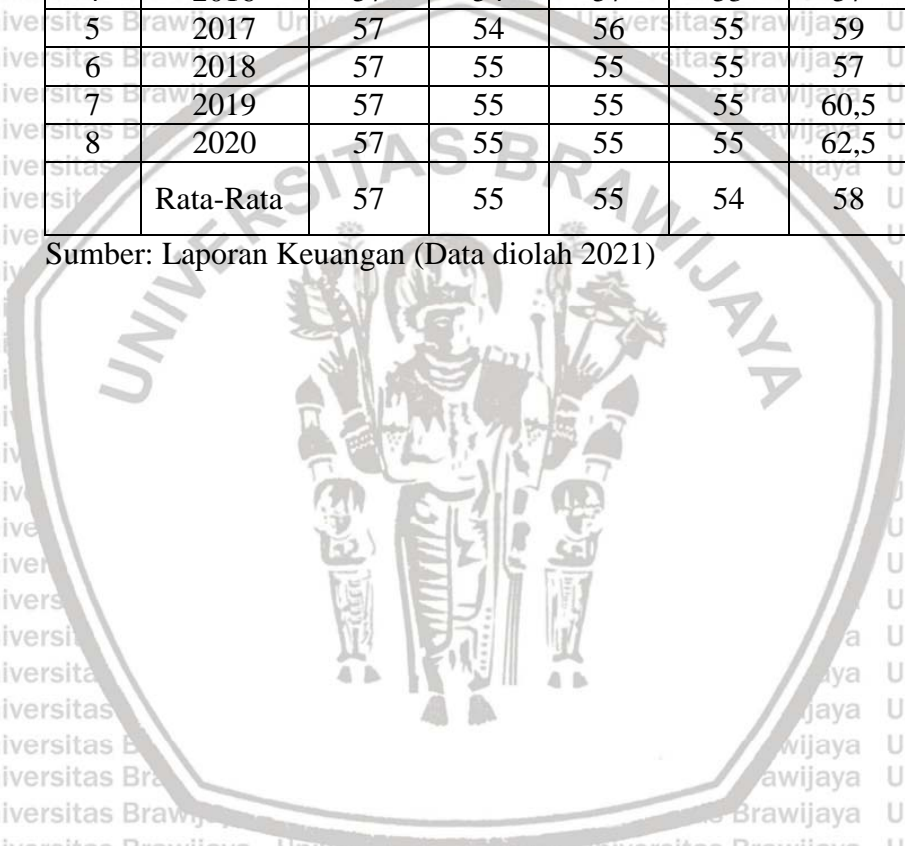 5 2017 57 54 56 55 59
6 2018 57 55 55 55 57
7 2019 57 55 55 55 60,5
8 2020 57 55 55 55 62,5
Rata-Rata 57 55 55 54 58
Sumber: Laporan Keuangan (Data diolah 2021)
UNIVERSITAS BRAWIJAYA